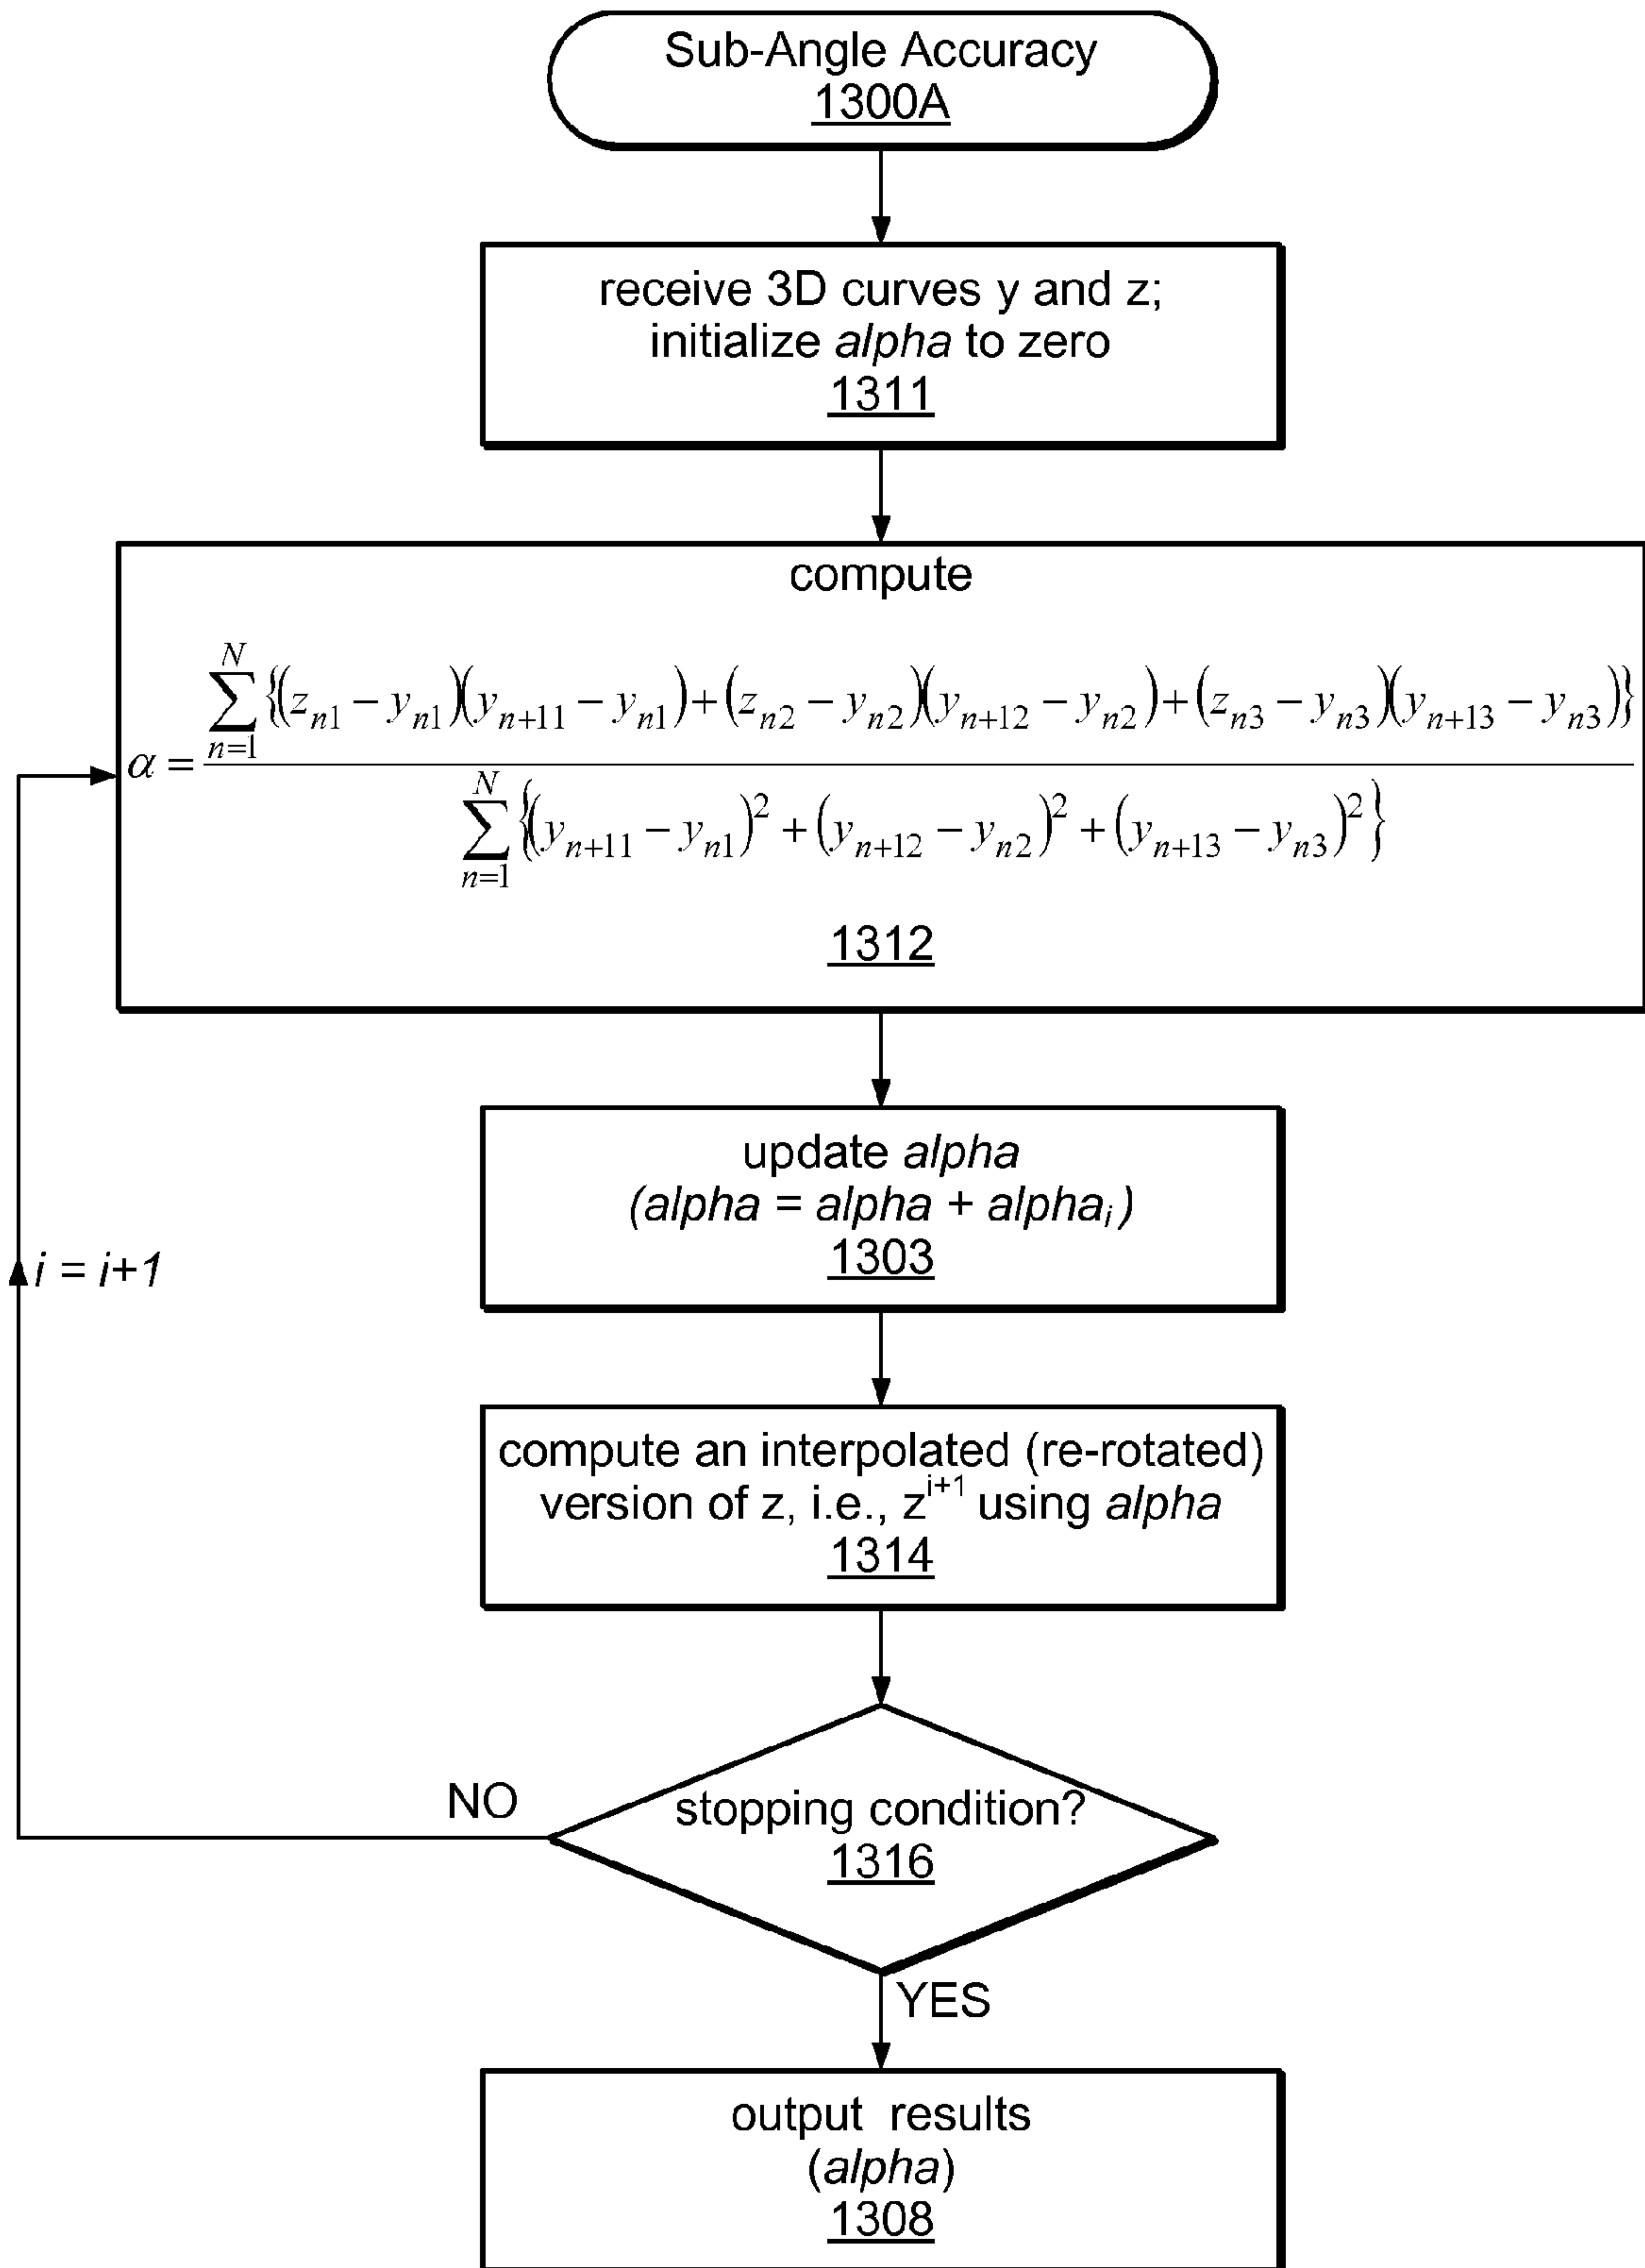 Sub-Angle Accuracy
1300A
receive 3D curves y and z;
initialize alpha to zero
1311
compute
α = \frac{\sum_{n=1}^{N} \{(z_{n1} − y_{n1})(y_{n+11} − y_{n1}) + (z_{n2} − y_{n2})(y_{n+12} − y_{n2}) + (z_{n3} − y_{n3})(y_{n+13} − y_{n3})\}}{\sum_{n=1}^{N} \{(y_{n+11} − y_{n1})^2 + (y_{n+12} − y_{n2})^2 + (y_{n+13} − y_{n3})^2\}}
1312
update alpha
(alpha = alpha + alpha_i)
1303
i = i+1
compute an interpolated (re-rotated)
version of z, i.e., z^{i+1} using alpha
1314
NO
stopping condition?
1316
YES
output results
(alpha)
1308